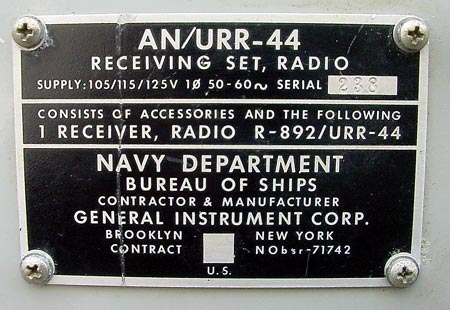 AN/URR-44
RECEIVING SET, RADIO
SUPPLY: 105/115/125V 1Ø 50-60~ SERIAL 238
CONSISTS OF ACCESSORIES AND THE FOLLOWING
1 RECEIVER, RADIO R-892/URR-44
NAVY DEPARTMENT
BUREAU OF SHIPS
CONTRACTOR & MANUFACTURER
GENERAL INSTRUMENT CORP.
BROOKLYN NEW YORK
CONTRACT NObsr-71742
U.S.